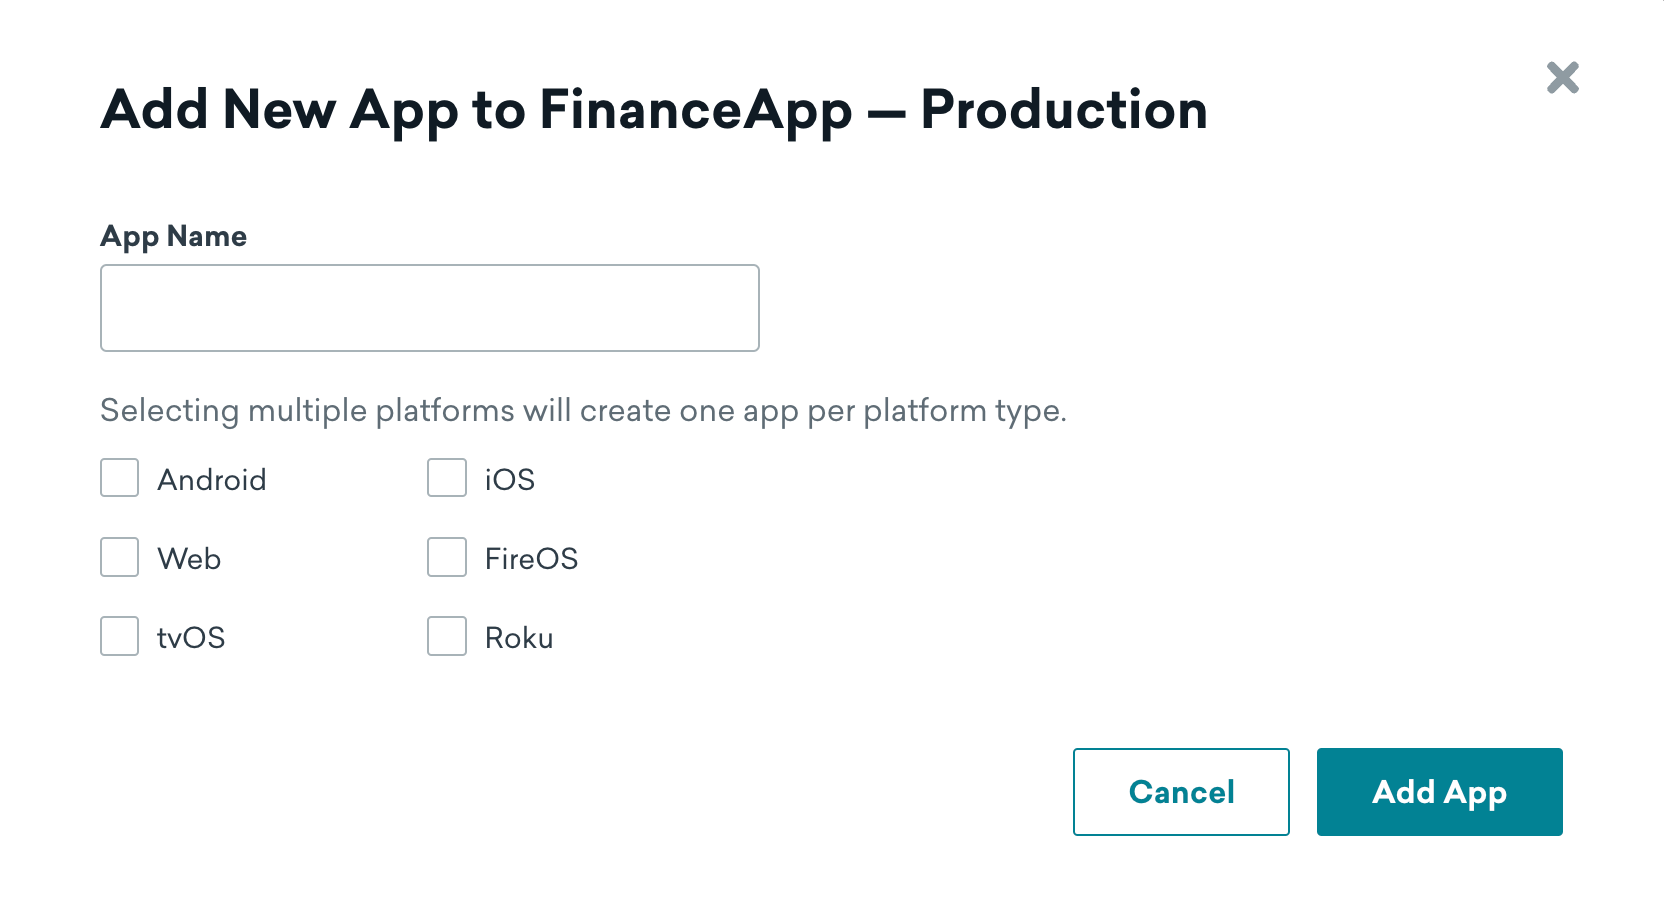 Add New App to FinanceApp — Production
App Name
Selecting multiple platforms will create one app per platform type.
Android
iOS
Web
FireOS
tvOS
Roku
Cancel
Add App